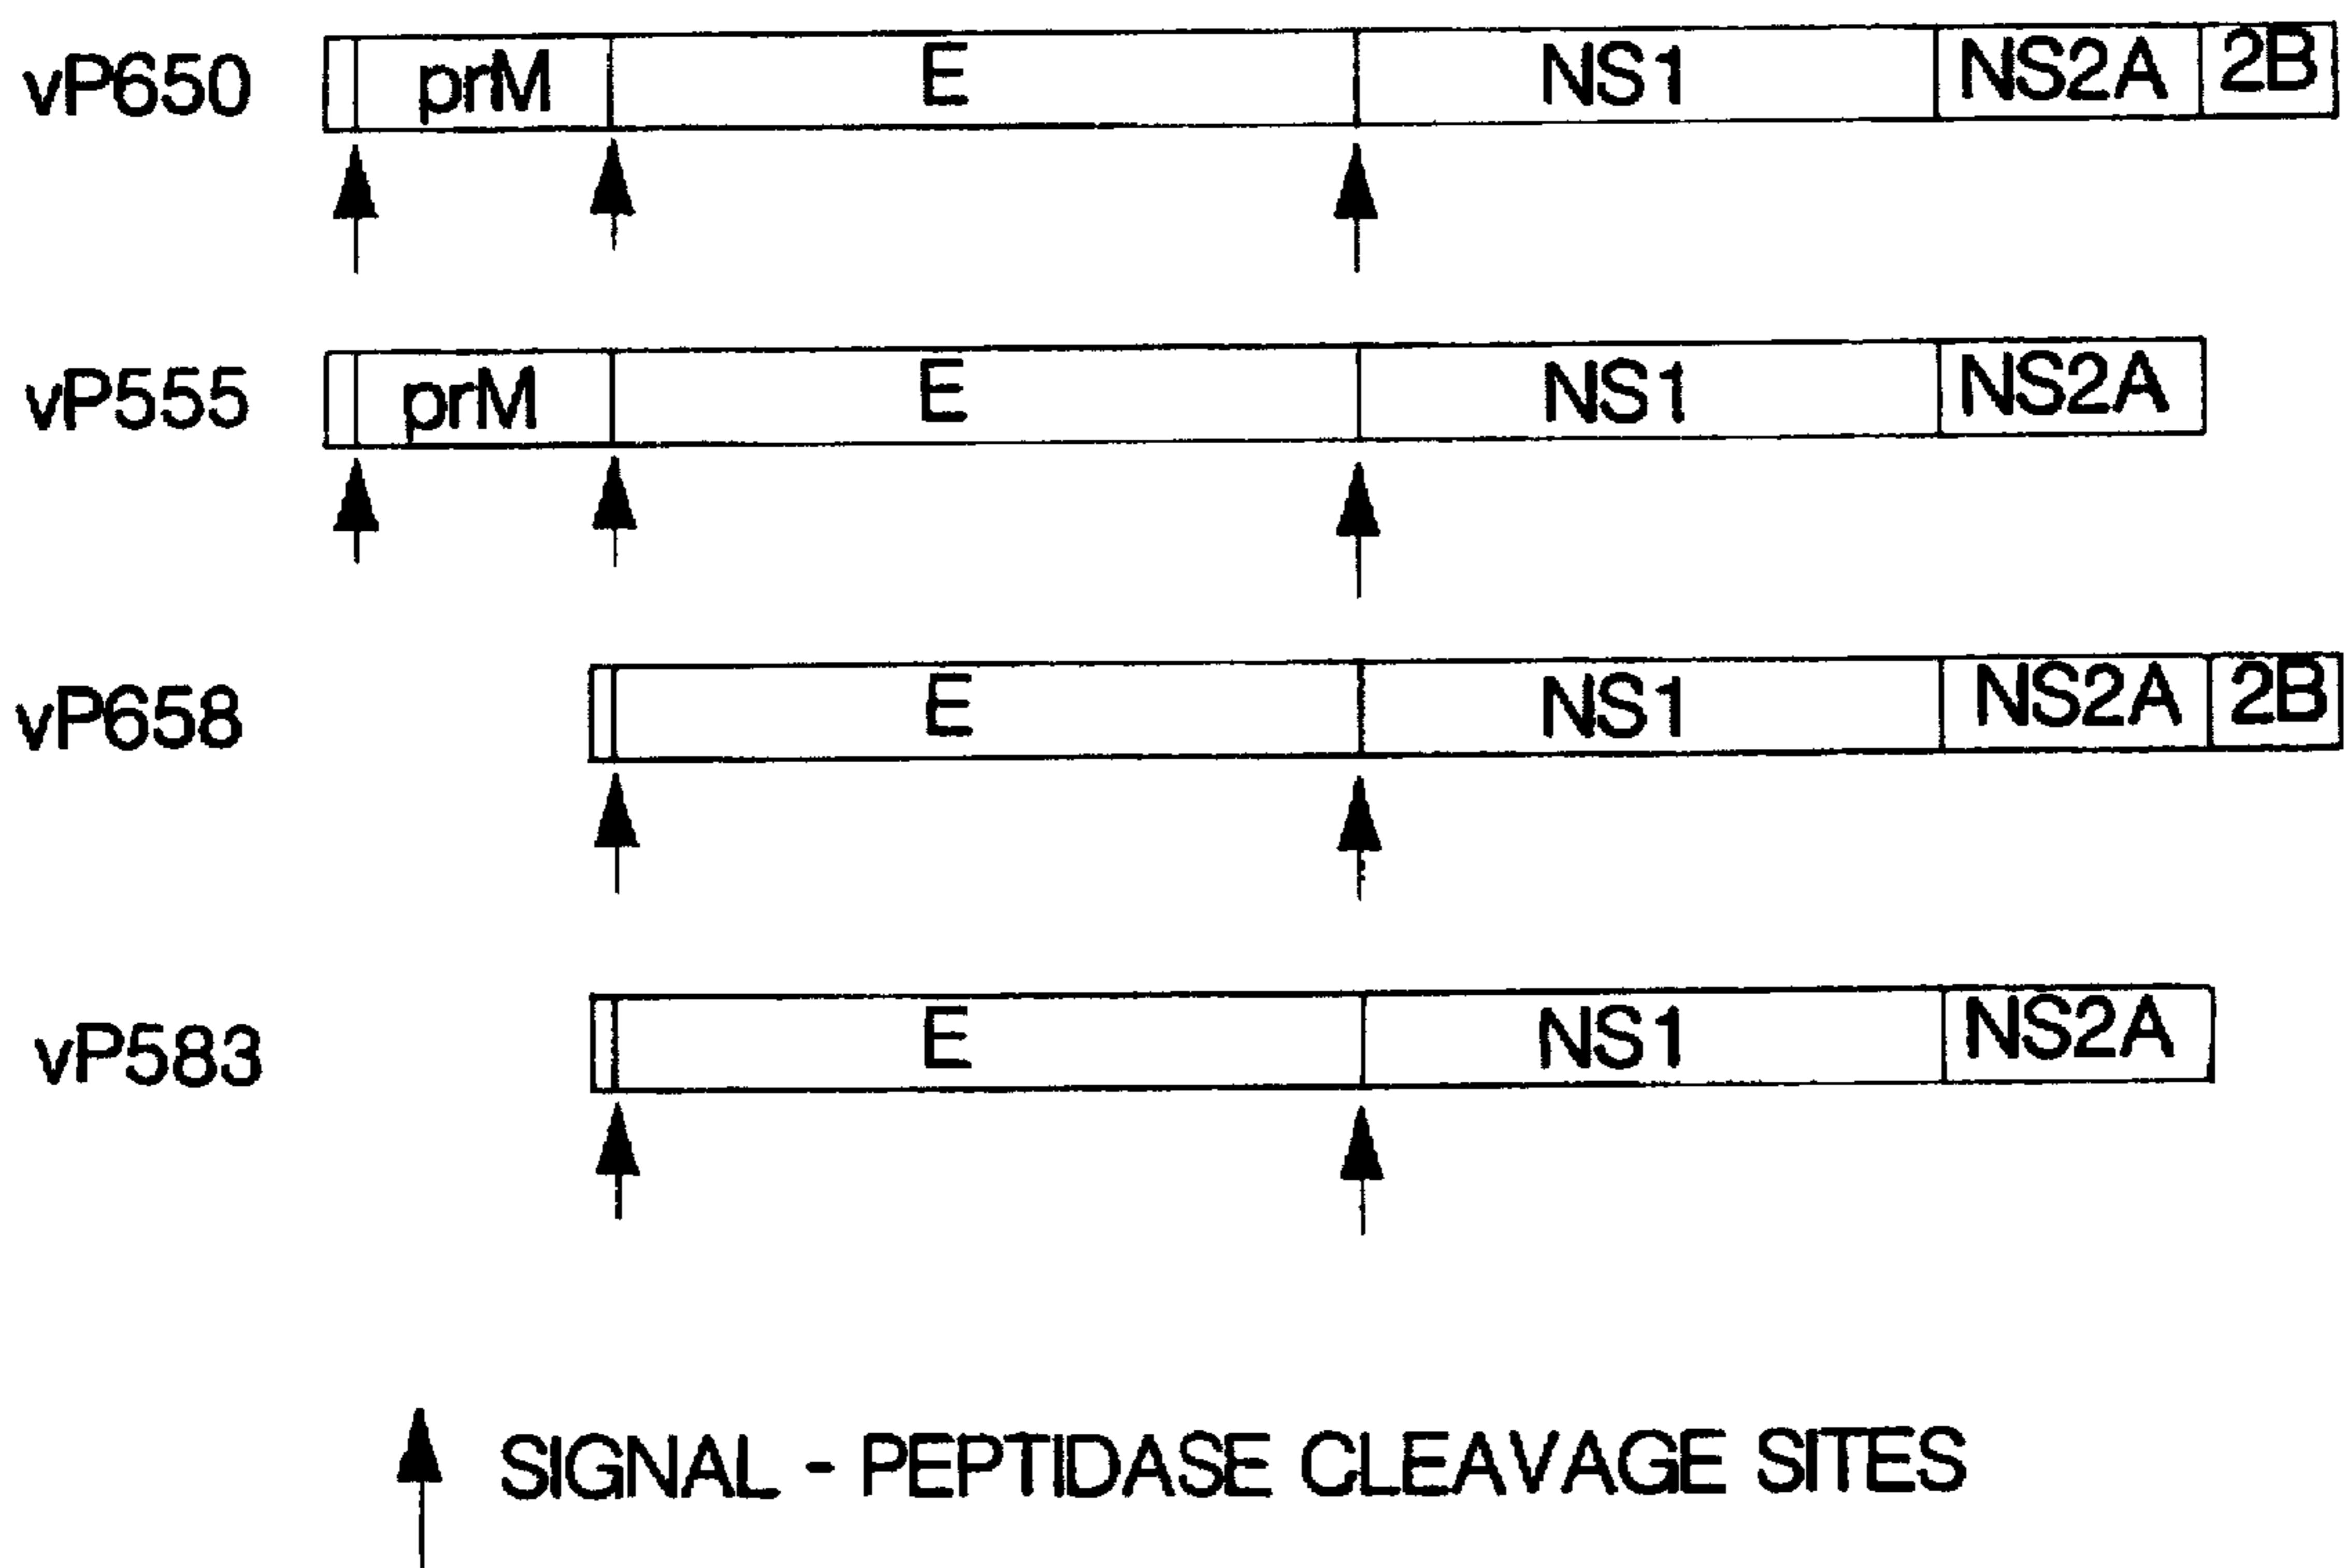 vP650 prM E NS1 NS2A 2B
vP555 prM E NS1 NS2A
vP658 E NS1 NS2A 2B
vP583 E NS1 NS2A
SIGNAL - PEPTIDASE CLEAVAGE SITES